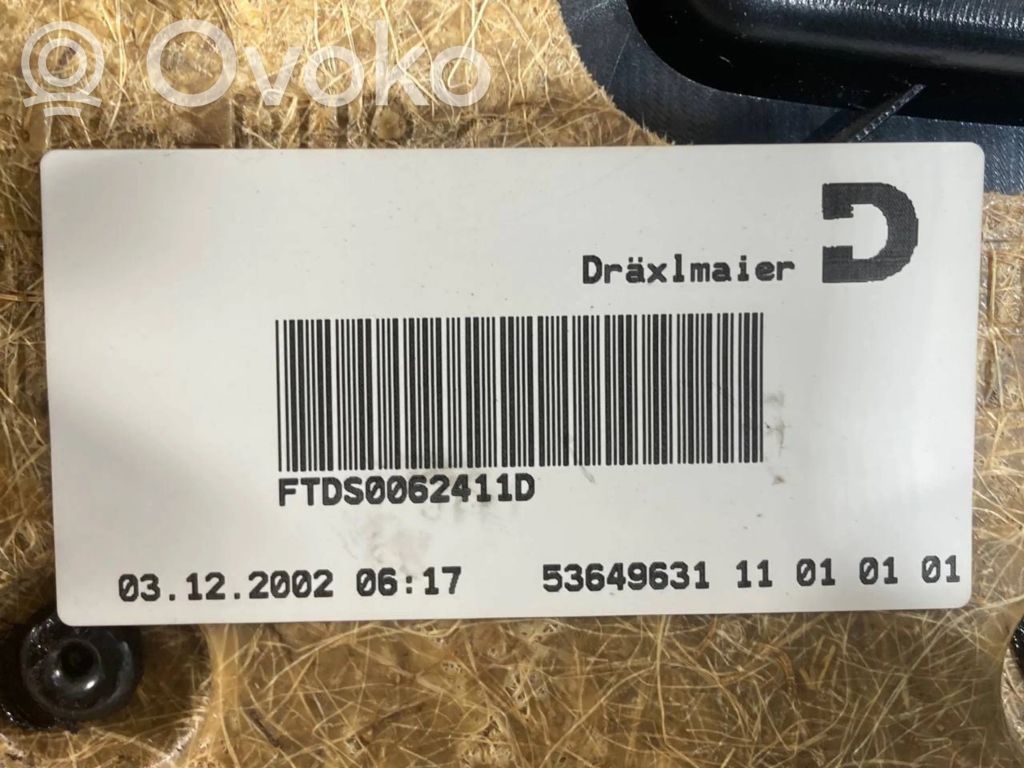 Ovoko
Dräxlmaier D
FTDS0062411D
03.12.2002 06:17 53649631 11 01 01 01